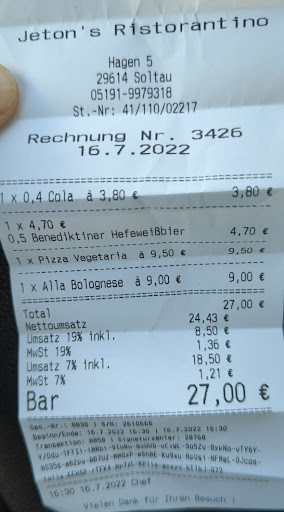 Jeton's Ristorantino
Hagen 5
29614 Soltau
05191-9979318
St.-Nr: 41/110/02217
Rechnung Nr. 3426
16.7.2022
1 x 0,4 Cola à 3,80 € 3,80 €
1 x 4,70 €
0,5 Benediktiner Hefeweißbier 4,70 €
1 x Pizza Vegetaria à 9,50 € 9,50 €
1 x Alla Bolognese à 9,00 € 9,00 €
Total 27,00 €
Nettoumsatz 24,43 €
Umsatz 19% inkl. 8,50 €
MwSt 19% 1,36 €
Umsatz 7% inkl. 18,50 €
MwSt 7% 1,21 €
Bar 27,00 €
16:30 16.7.2022 Chef
Vielen Dank für Ihren Besuch !